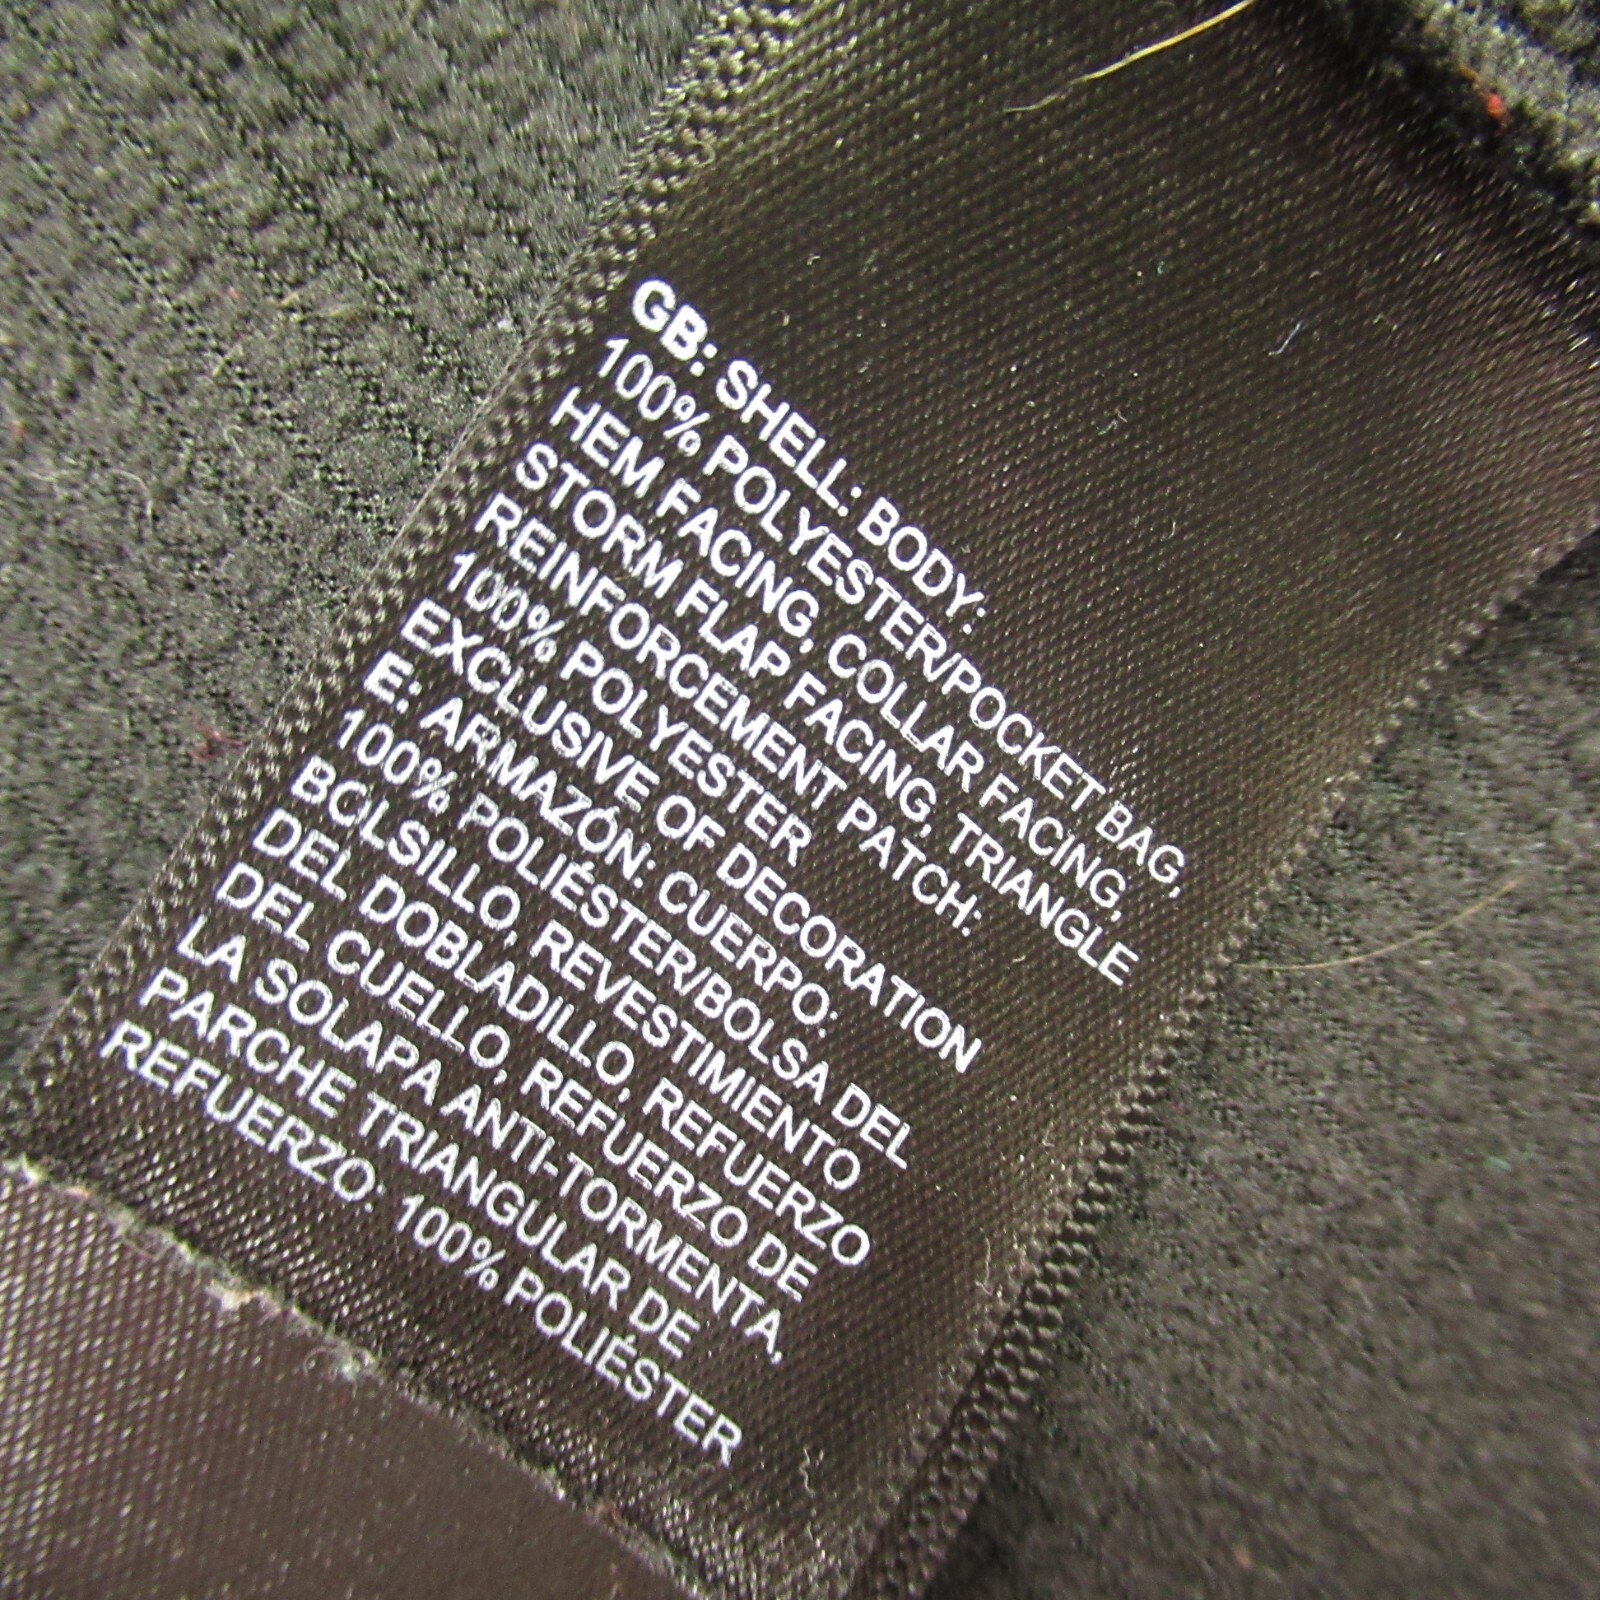 GB: SHELL: BODY:
100% POLYESTER/POCKET BAG,
HEM FACING, COLLAR FACING,
STORM FLAP FACING, TRIANGLE
REINFORCEMENT PATCH:
100% POLYESTER
EXCLUSIVE OF DECORATION
E: ARMAZÓN: CUERPO:
100% POLIÉSTER/BOLSA DEL
BOLSILLO, REVESTIMIENTO
DEL DOBLADILLO, REFUERZO
DEL CUELLO, REFUERZO DE
LA SOLAPA ANTI-TORMENTA,
PARCHE TRIANGULAR DE
REFUERZO: 100% POLIÉSTER